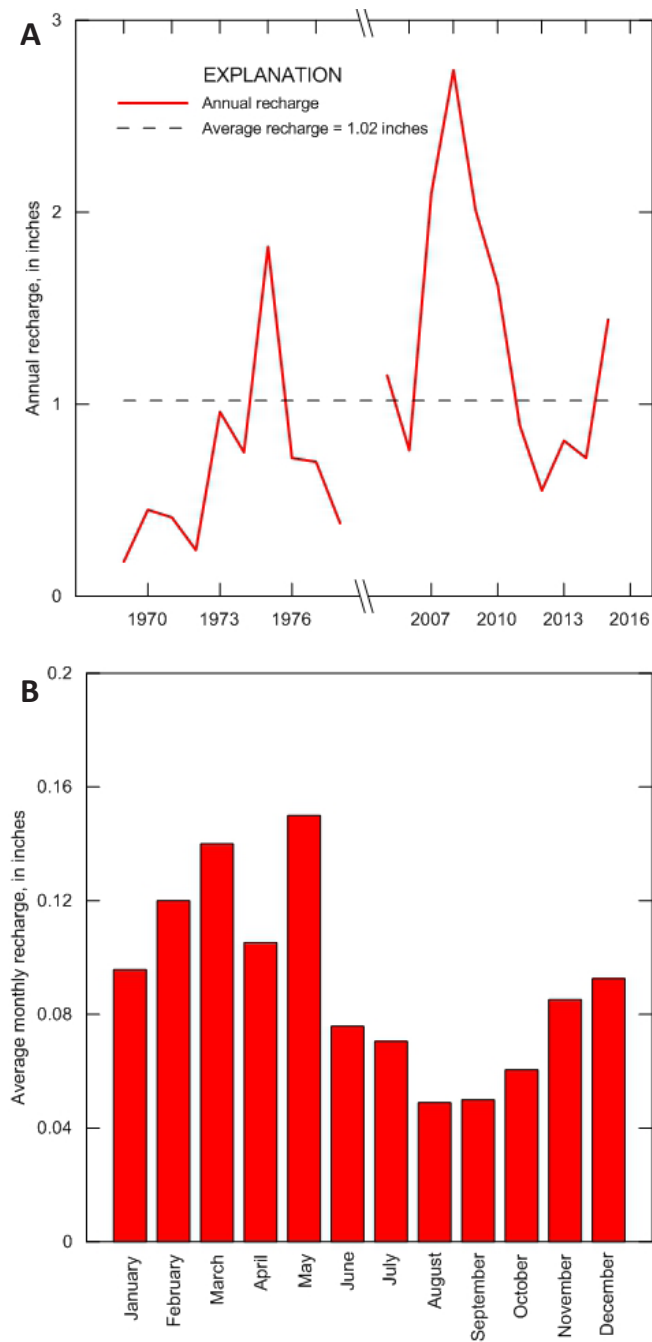 A
3
EXPLANATION
Annual recharge
Average recharge = 1.02 inches
2
Annual recharge, in inches
1
0
1970 1973 1976 2007 2010 2013 2016
B
0.2
0.16
0.12
Average monthly recharge, in inches
0.08
0.04
0
January February March April May June July August September October November December